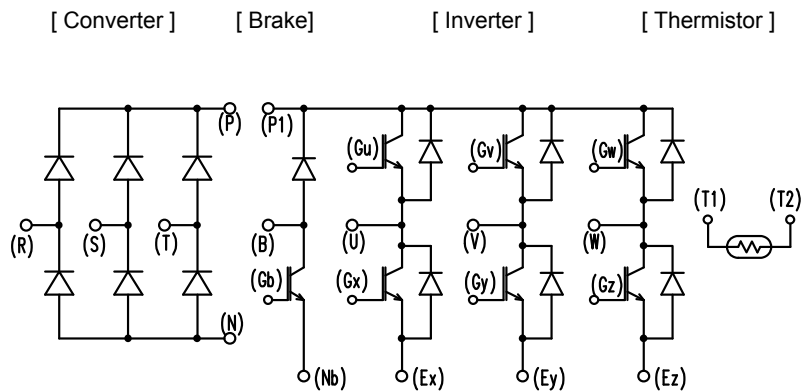 [ Converter ] [ Brake] [ Inverter ] [ Thermistor ]
(P) (P1)
(Gu) (Gv) (Gw)
(T1) (T2)
(R) (S) (T) (B) (U) (V) (W)
(Gb) (Gx) (Gy) (Gz)
(N)
(Nb) (Ex) (Ey) (Ez)